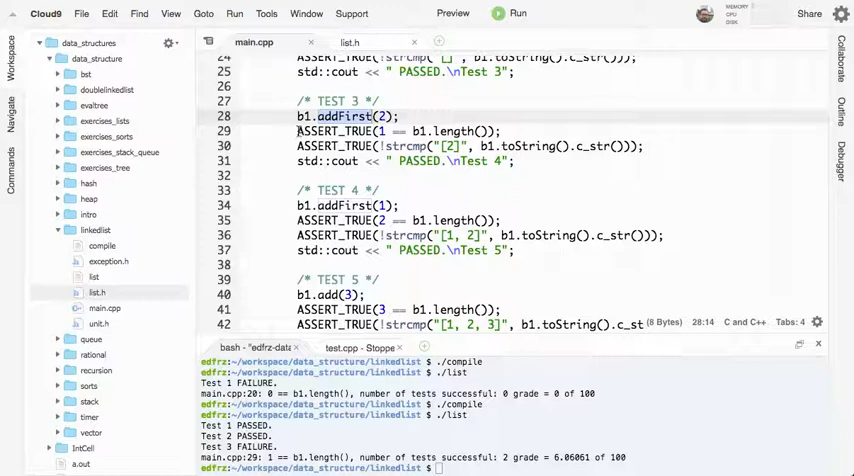 Cloud9 File Edit Find View Goto Run Tools Window Support Preview Run MEMORY CPU DISK Share
Workspace
Navigate
Commands
data_structures
data_structure
bst
doublelinkedlist
evaltree
exercises_lists
exercises_sorts
exercises_stack_queue
exercises_tree
hash
heap
intro
linkedlist
compile
exception.h
list
list.h
main.cpp
unit.h
queue
rational
recursion
sorts
stack
timer
vector
IntCell
a.out
main.cpp list.h
24 ASSERT_TRUE(!strcmp("[]", b1.toString().c_str()));
25 std::cout << " PASSED.\nTest 3";
26
27 /* TEST 3 */
28 b1.addFirst(2);
29 ASSERT_TRUE(1 == b1.length());
30 ASSERT_TRUE(!strcmp("[2]", b1.toString().c_str()));
31 std::cout << " PASSED.\nTest 4";
32
33 /* TEST 4 */
34 b1.addFirst(1);
35 ASSERT_TRUE(2 == b1.length());
36 ASSERT_TRUE(!strcmp("[1, 2]", b1.toString().c_str()));
37 std::cout << " PASSED.\nTest 5";
38
39 /* TEST 5 */
40 b1.add(3);
41 ASSERT_TRUE(3 == b1.length());
42 ASSERT_TRUE(!strcmp("[1, 2, 3]", b1.toString().c_st
(8 Bytes) 28:14 C and C++ Tabs: 4
Collaborate
Outline
Debugger
bash - "edfrz-data test.cpp - Stoppe
edfrz:~/workspace/data_structure/linkedlist $ ./compile
edfrz:~/workspace/data_structure/linkedlist $ ./list
Test 1 FAILURE.
main.cpp:20: 0 == b1.length(), number of tests successful: 0 grade = 0 of 100
edfrz:~/workspace/data_structure/linkedlist $ ./compile
edfrz:~/workspace/data_structure/linkedlist $ ./list
Test 1 PASSED.
Test 2 PASSED.
Test 3 FAILURE.
main.cpp:29: 1 == b1.length(), number of tests successful: 2 grade = 6.06061 of 100
edfrz:~/workspace/data_structure/linkedlist $